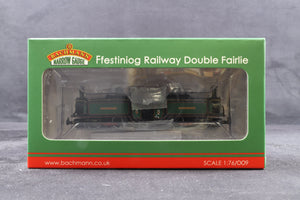 BACHMANN
NARROW GAUGE
Ffestiniog Railway Double Fairlie
www.bachmann.co.uk
SCALE 1:76/OO9